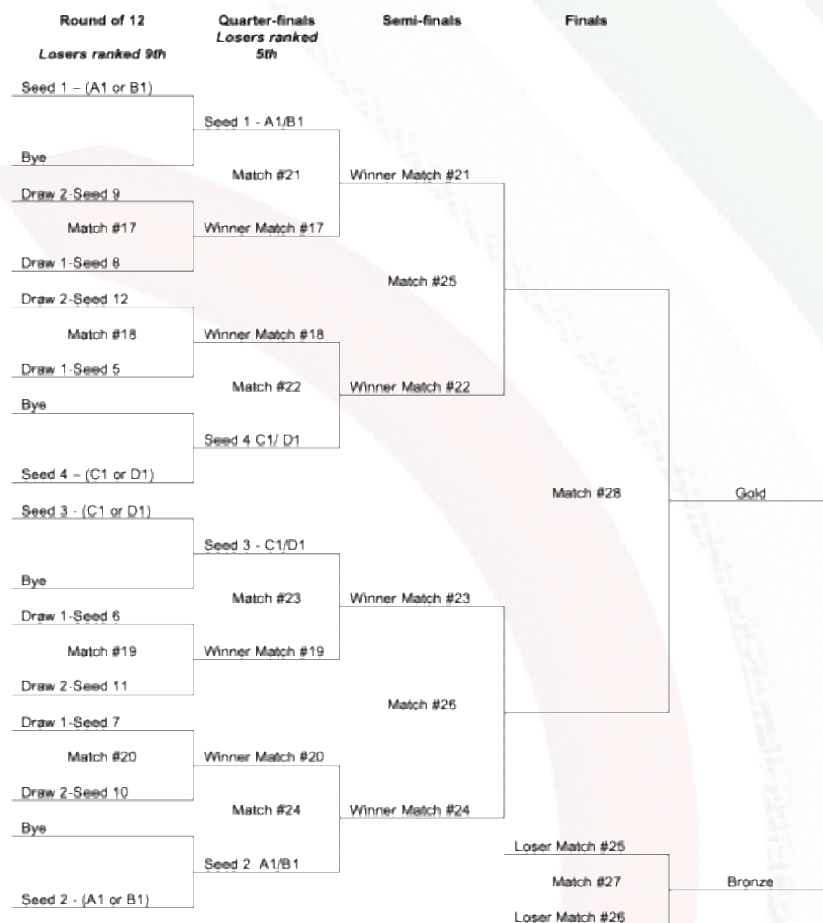 Round of 12 Quarter-finals Semi-finals Finals
Losers ranked
Losers ranked 9th 5th
Seed 1 – (A1 or B1)
Seed 1 - A1/B1
Bye
Match #21 Winner Match #21
Draw 2-Seed 9
Match #17 Winner Match #17
Draw 1-Seed 8
Match #25
Draw 2-Seed 12
Match #18 Winner Match #18
Draw 1-Seed 5
Match #22 Winner Match #22
Bye
Seed 4 C1/ D1
Seed 4 – (C1 or D1)
Match #28 Gold
Seed 3 - (C1 or D1)
Seed 3 - C1/D1
Bye
Match #23 Winner Match #23
Draw 1-Seed 6
Match #19 Winner Match #19
Draw 2-Seed 11
Match #26
Draw 1-Seed 7
Match #20 Winner Match #20
Draw 2-Seed 10
Match #24 Winner Match #24
Bye
Loser Match #25
Seed 2 A1/B1
Match #27 Bronze
Seed 2 - (A1 or B1)
Loser Match #26